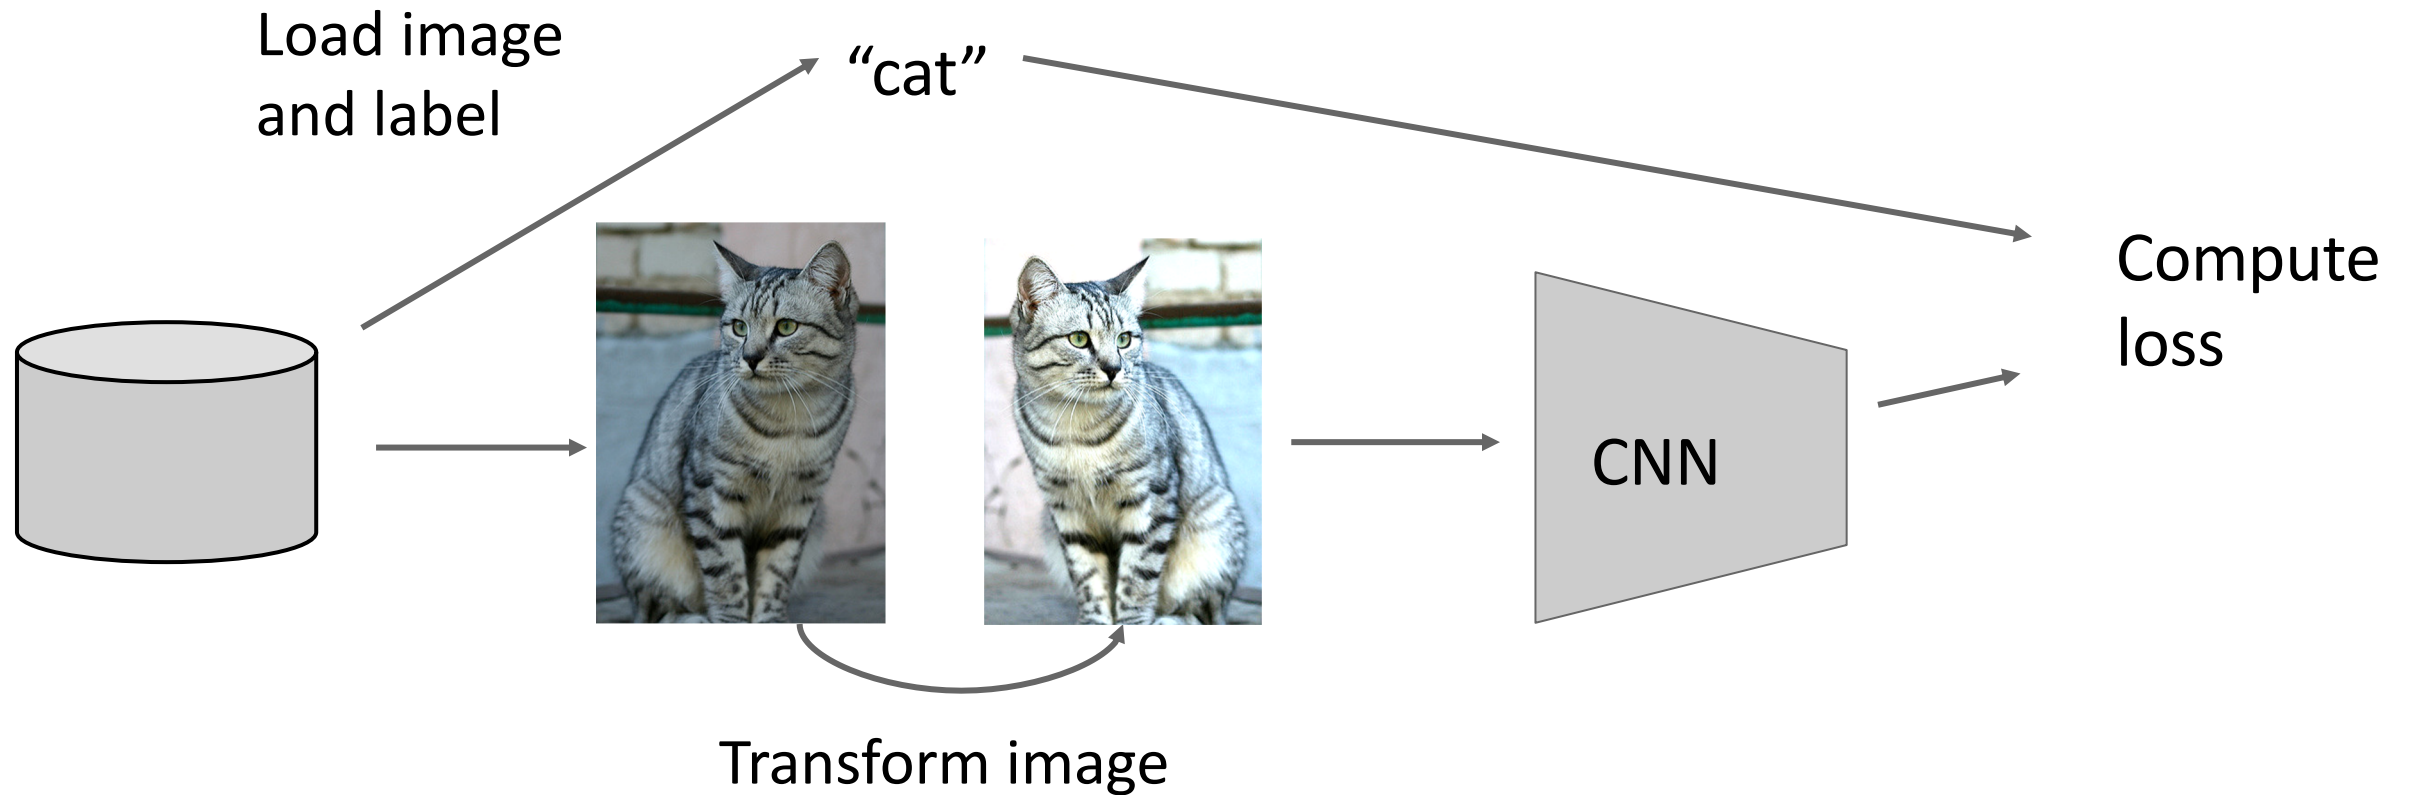 Load image
and label
“cat”
Compute
loss
CNN
Transform image